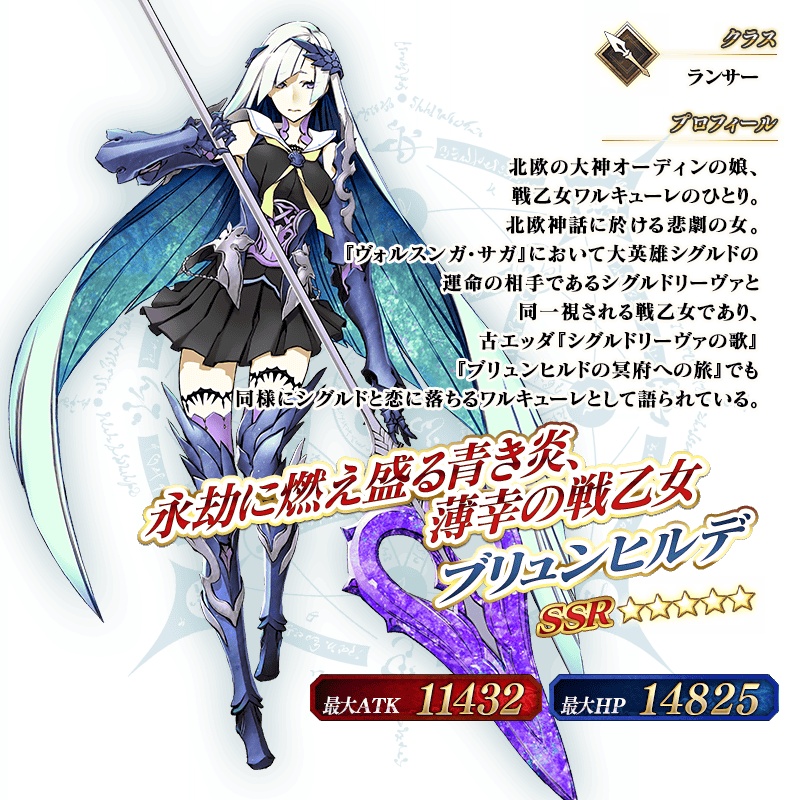 クラス
ランサー
プロフィール
北欧の大神オーディンの娘、
戦乙女ワルキューレのひとり。
北欧神話に於ける悲劇の女。
『ヴォルスンガ・サガ』において大英雄シグルドの
運命の相手であるシグルドリーヴァと
同一視される戦乙女であり、
古エッダ『シグルドリーヴァの歌』
『ブリュンヒルドの冥府への旅』でも
同様にシグルドと恋に落ちるワルキューレとして語られている。
永劫に燃え盛る青き炎、
薄幸の戦乙女
ブリュンヒルデ
SSR
最大ATK 11432
最大HP 14825